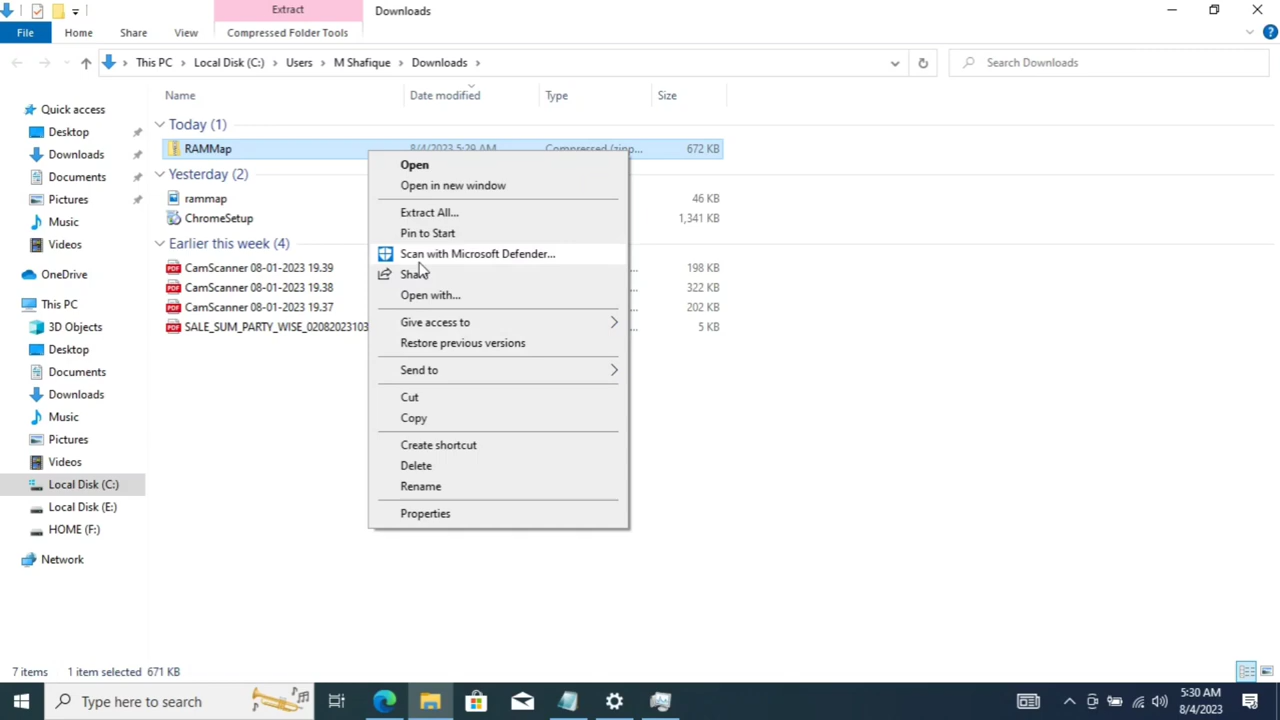 Extract
Downloads
File
Home
Share
View
Compressed Folder Tools
This PC
Local Disk (C:)
Users
M Shafique
Downloads
Search Downloads
Name
Date modified
Type
Size
Quick access
Desktop
Downloads
Documents
Pictures
Music
Videos
OneDrive
This PC
3D Objects
Desktop
Documents
Downloads
Music
Pictures
Videos
Local Disk (C:)
Local Disk (E:)
HOME (F:)
Network
Today (1)
RAMMap 8/4/2023 5:29 AM Compressed (zipp... 672 KB
Yesterday (2)
rammap 46 KB
ChromeSetup 1,341 KB
Earlier this week (4)
CamScanner 08-01-2023 19.39 198 KB
CamScanner 08-01-2023 19.38 322 KB
CamScanner 08-01-2023 19.37 202 KB
SALE_SUM_PARTY_WISE_02082023103 5 KB
Open
Open in new window
Extract All...
Pin to Start
Scan with Microsoft Defender...
Share
Open with...
Give access to
Restore previous versions
Send to
Cut
Copy
Create shortcut
Delete
Rename
Properties
7 items
1 item selected 671 KB
Type here to search
5:30 AM
8/4/2023